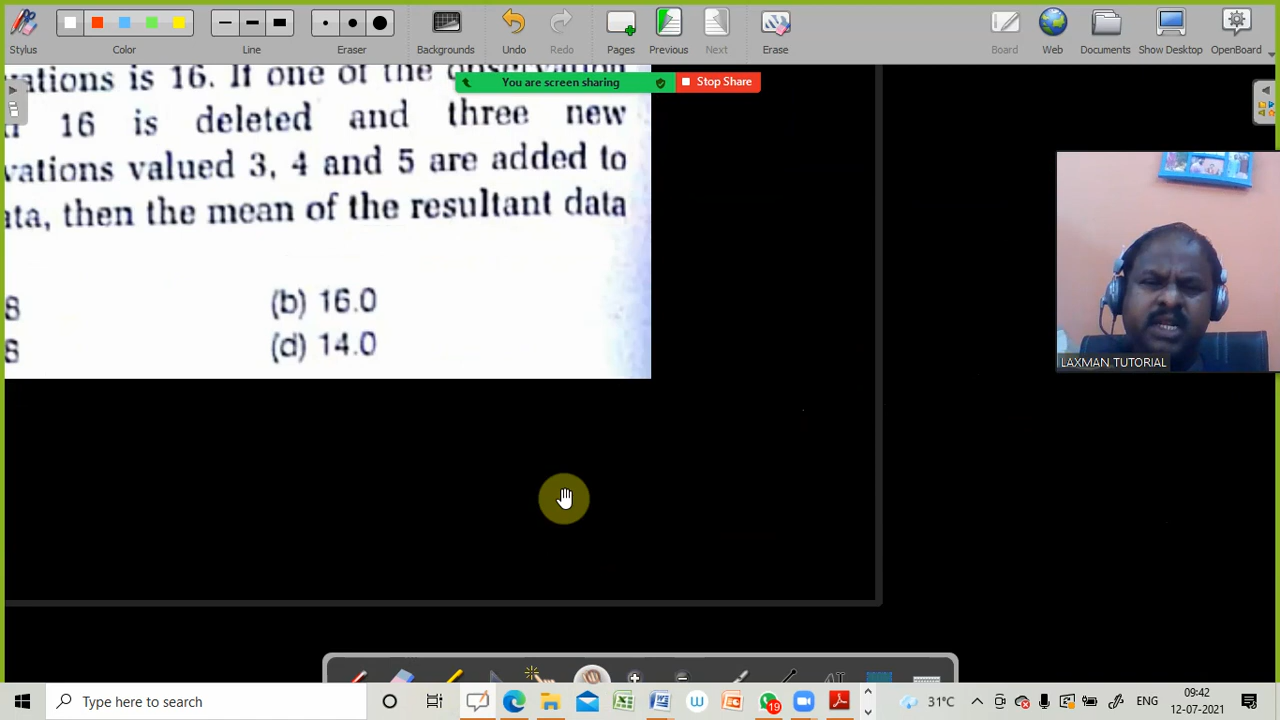 Stylus
Color
Line
Eraser
Backgrounds
Undo
Redo
Pages
Previous
Next
Erase
Board
Web
Documents
Show Desktop
OpenBoard
You are screen sharing
Stop Share
is 16. If one of the
16 is deleted and three new
valued 3, 4 and 5 are added to
then the mean of the resultant data
(b) 16.0
(d) 14.0
LAXMAN TUTORIAL
Type here to search
19
31°C
ENG
09:42
12-07-2021